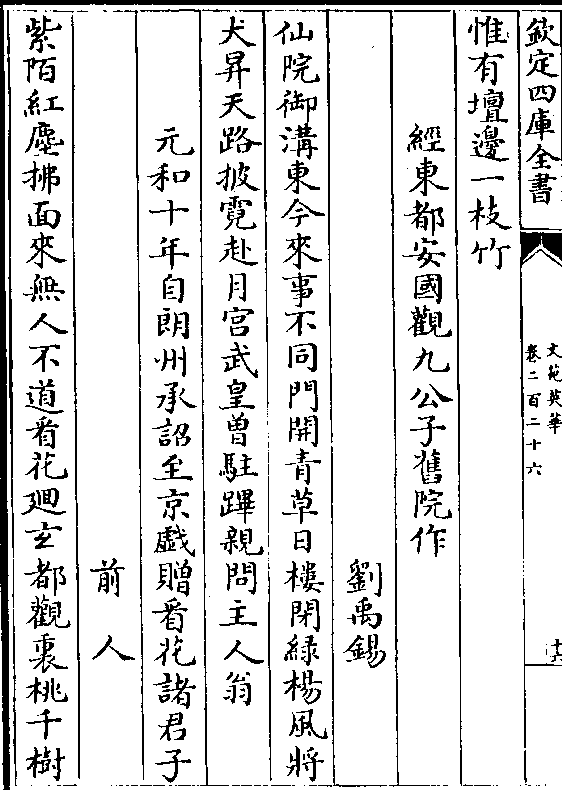 欽定四庫全書
文苑英華
卷二百二十六
十六
惟有壇邊一枝竹
經東都安國觀九公子舊院作
劉禹錫
仙院御溝東今來事不同門開青草日樓閉緑楊風將
犬昇天路披霓赴月宮武皇曾駐蹕親問主人翁
元和十年自朗州承詔至京戯贈看花諸君子
前人
紫陌紅塵拂面來無人不道看花廻玄都觀裏桃千樹